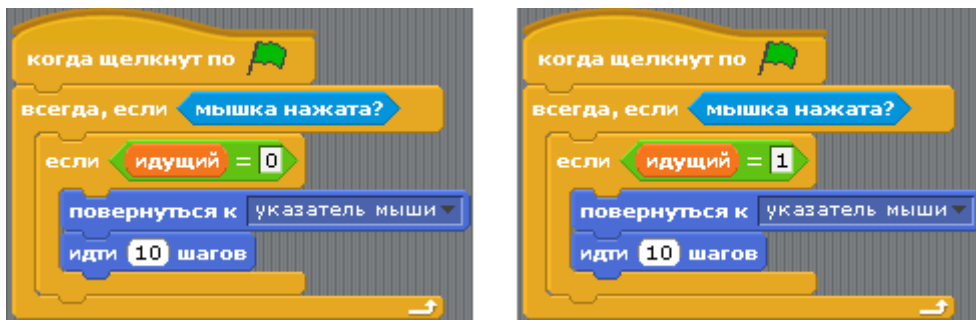 когда щелкнут по
всегда, если мышка нажата?
если идущий = 0
повернуться к указатель мыши
идти 10 шагов
когда щелкнут по
всегда, если мышка нажата?
если идущий = 1
повернуться к указатель мыши
идти 10 шагов